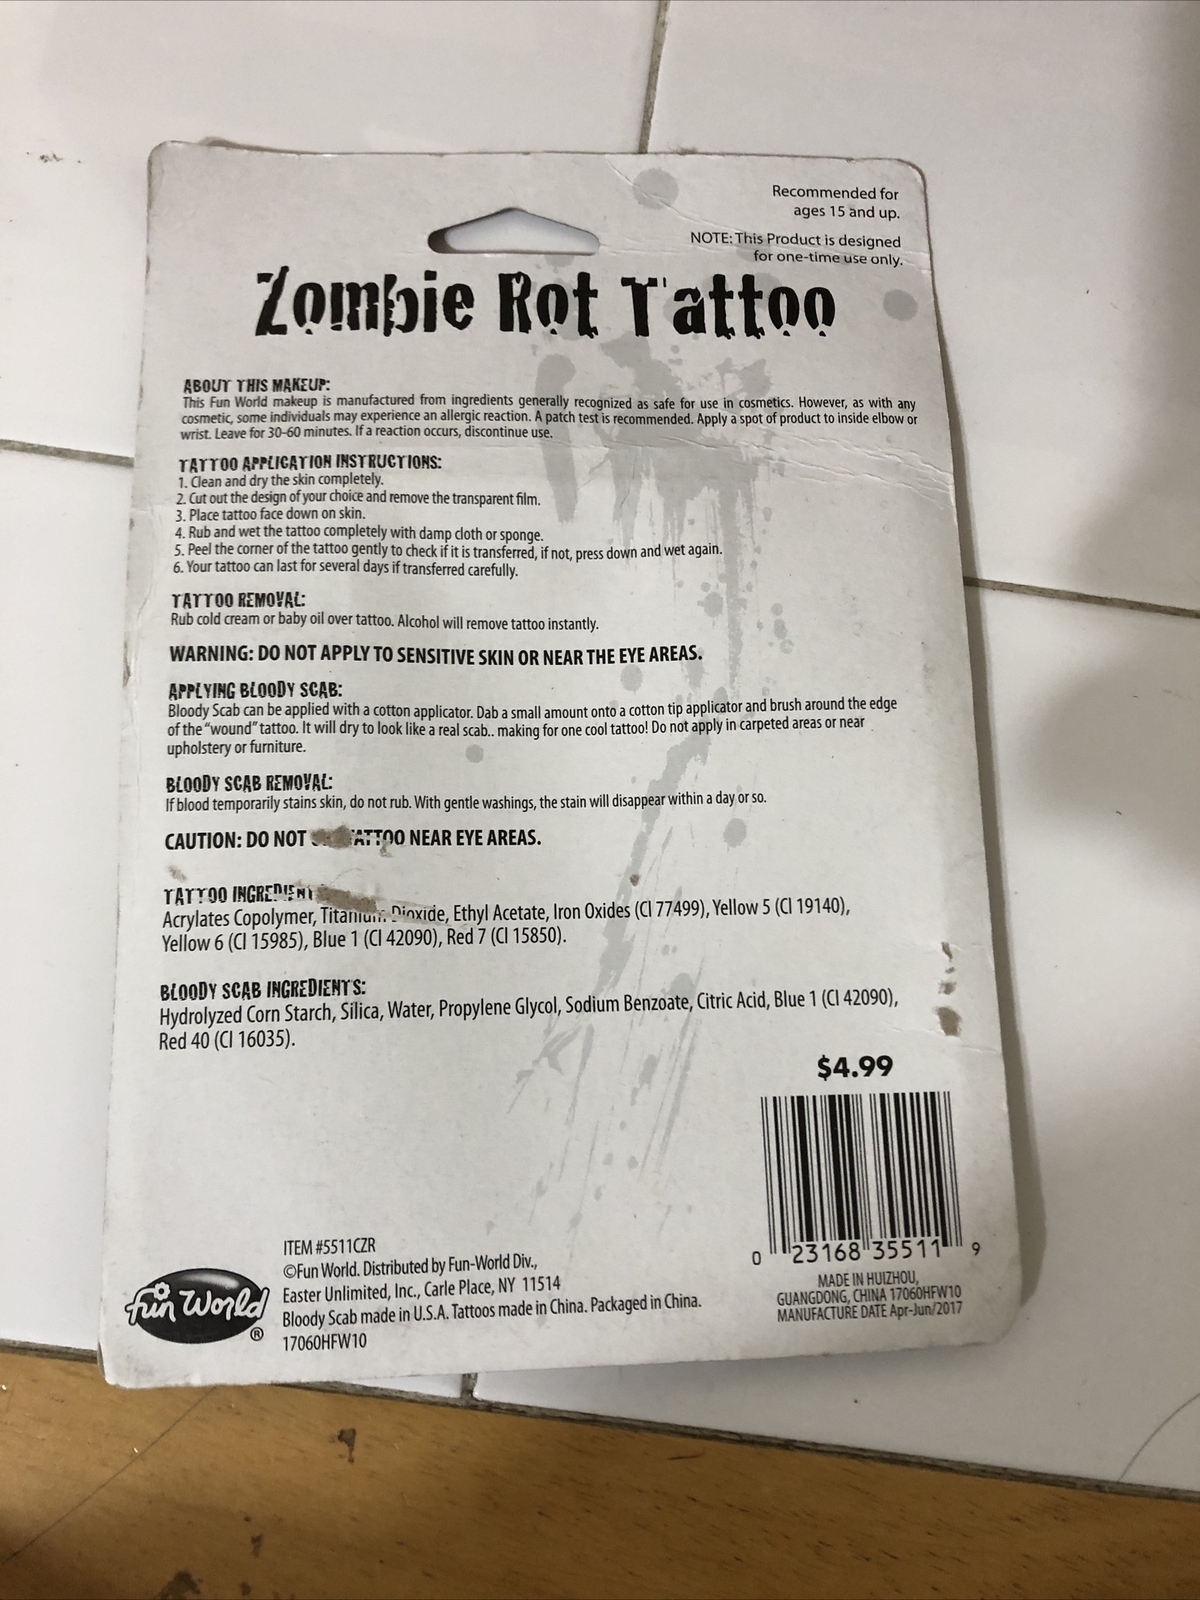 Recommended for
ages 15 and up.
NOTE: This Product is designed
for one-time use only.
Zombie Rot Tattoo
ABOUT THIS MAKEUP:
This Fun World makeup is manufactured from ingredients generally recognized as safe for use in cosmetics. However, as with any
cosmetic, some individuals may experience an allergic reaction. A patch test is recommended. Apply a spot of product to inside elbow or
wrist. Leave for 30-60 minutes. If a reaction occurs, discontinue use.
TATTOO APPLICATION INSTRUCTIONS:
1. Clean and dry the skin completely.
2. Cut out the design of your choice and remove the transparent film.
3. Place tattoo face down on skin.
4. Rub and wet the tattoo completely with damp cloth or sponge.
5. Peel the corner of the tattoo gently to check if it is transferred, if not, press down and wet again.
6. Your tattoo can last for several days if transferred carefully.
TATTOO REMOVAL:
Rub cold cream or baby oil over tattoo. Alcohol will remove tattoo instantly.
WARNING: DO NOT APPLY TO SENSITIVE SKIN OR NEAR THE EYE AREAS.
APPLYING BLOODY SCAB:
Bloody Scab can be applied with a cotton applicator. Dab a small amount onto a cotton tip applicator and brush around the edge
of the "wound" tattoo. It will dry to look like a real scab.. making for one cool tattoo! Do not apply in carpeted areas or near
upholstery or furniture.
BLOODY SCAB REMOVAL:
If blood temporarily stains skin, do not rub. With gentle washings, the stain will disappear within a day or so.
CAUTION: DO NOT TATTOO NEAR EYE AREAS.
TATTOO INGREDIENT
Acrylates Copolymer, Titanium Dioxide, Ethyl Acetate, Iron Oxides (CI 77499), Yellow 5 (CI 19140),
Yellow 6 (CI 15985), Blue 1 (CI 42090), Red 7 (CI 15850).
BLOODY SCAB INGREDIENTS:
Hydrolyzed Corn Starch, Silica, Water, Propylene Glycol, Sodium Benzoate, Citric Acid, Blue 1 (CI 42090),
Red 40 (CI 16035).
$4.99
0 23168 35511 9
MADE IN HUIZHOU,
GUANGDONG, CHINA 17060HFW10
MANUFACTURE DATE Apr-Jun/2017
fun World ®
ITEM #5511CZR
©Fun World. Distributed by Fun-World Div.,
Easter Unlimited, Inc., Carle Place, NY 11514
Bloody Scab made in U.S.A. Tattoos made in China. Packaged in China.
17060HFW10